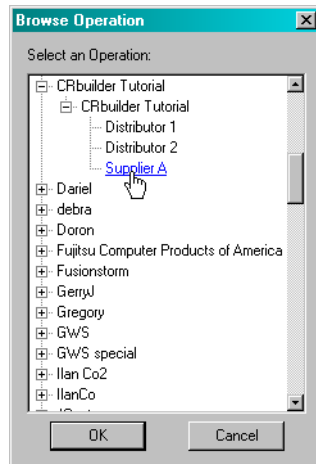 Browse Operation
Select an Operation:
CRbuilder Tutorial
CRbuilder Tutorial
Distributor 1
Distributor 2
Supplier A
Dariel
debra
Doron
Fujitsu Computer Products of America
Fusionstorm
GerryJ
Gregory
GWS
GWS special
Ilan Co2
IlanCo
OK
Cancel